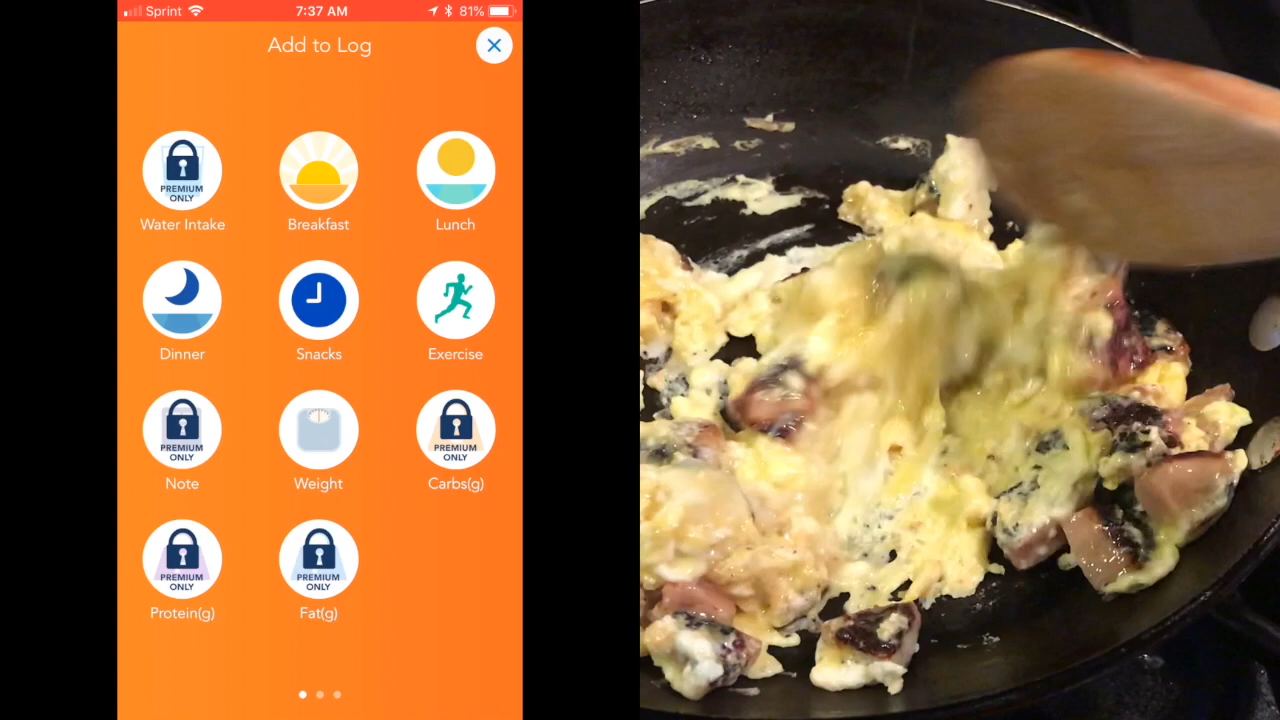 Sprint 7:37 AM 81%
Add to Log
PREMIUM
ONLY
Water Intake
Breakfast
Lunch
Dinner
Snacks
Exercise
PREMIUM
ONLY
Note
Weight
PREMIUM
ONLY
Carbs(g)
PREMIUM
ONLY
Protein(g)
PREMIUM
ONLY
Fat(g)